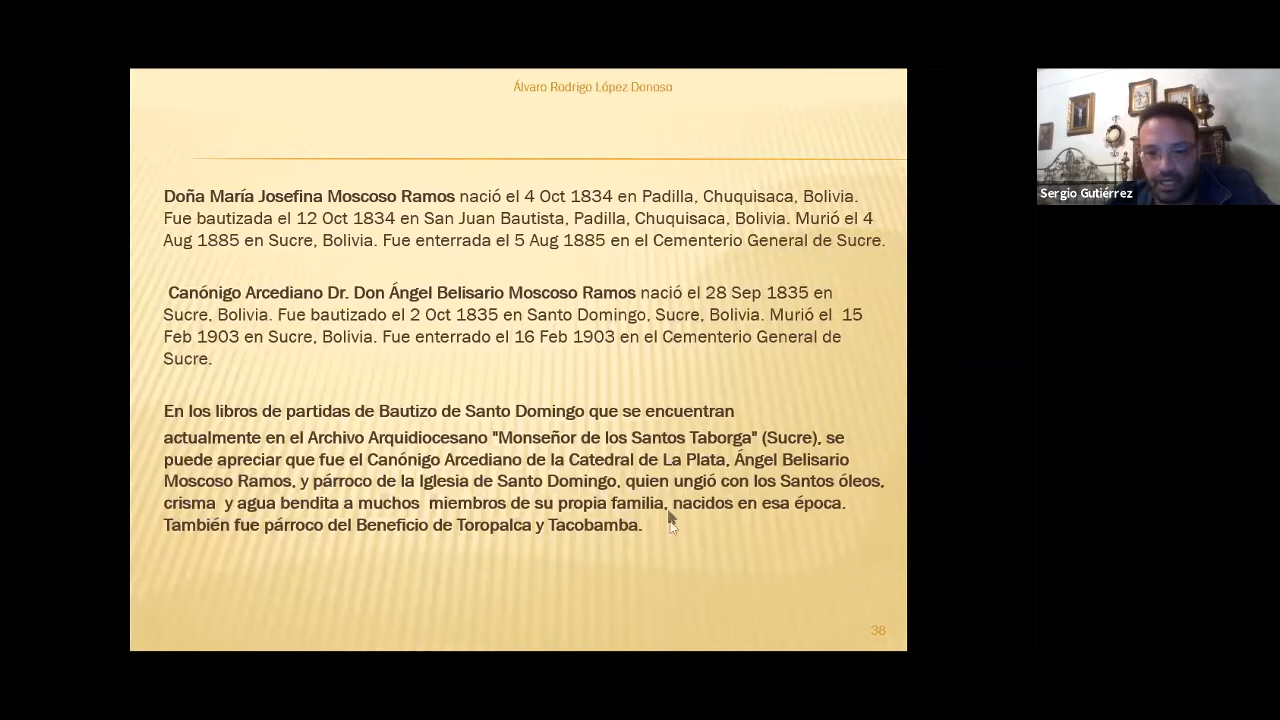 Álvaro Rodrigo López Donoso
Doña María Josefina Moscoso Ramos nació el 4 Oct 1834 en Padilla, Chuquisaca, Bolivia.
Fue bautizada el 12 Oct 1834 en San Juan Bautista, Padilla, Chuquisaca, Bolivia. Murió el 4
Aug 1885 en Sucre, Bolivia. Fue enterrada el 5 Aug 1885 en el Cementerio General de Sucre.
Canónigo Arcediano Dr. Don Ángel Belisario Moscoso Ramos nació el 28 Sep 1835 en
Sucre, Bolivia. Fue bautizado el 2 Oct 1835 en Santo Domingo, Sucre, Bolivia. Murió el 15
Feb 1903 en Sucre, Bolivia. Fue enterrado el 16 Feb 1903 en el Cementerio General de
Sucre.
En los libros de partidas de Bautizo de Santo Domingo que se encuentran
actualmente en el Archivo Arquidiocesano "Monseñor de los Santos Taborga" (Sucre), se
puede apreciar que fue el Canónigo Arcediano de la Catedral de La Plata, Ángel Belisario
Moscoso Ramos, y párroco de la Iglesia de Santo Domingo, quien ungió con los Santos óleos,
crisma y agua bendita a muchos miembros de su propia familia, nacidos en esa época.
También fue párroco del Beneficio de Toropalca y Tacobamba.
38
Sergio Gutiérrez